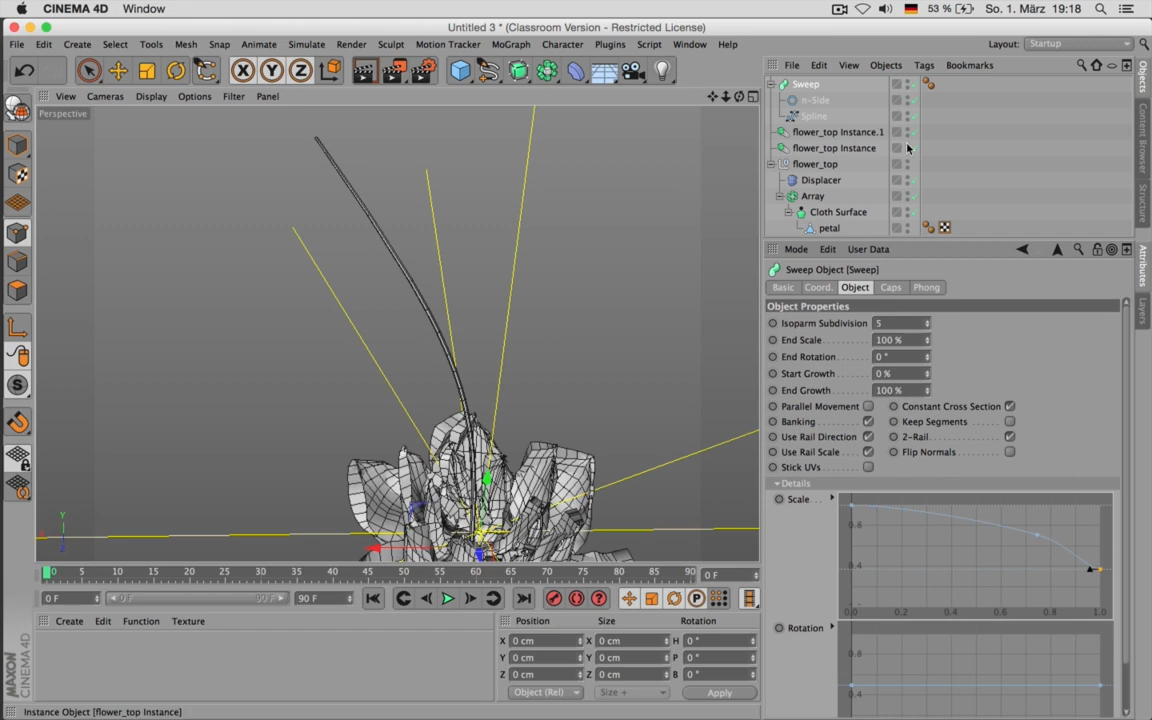 CINEMA 4D Window 53 % So. 1. März 19:18
Untitled 3 * (Classroom Version - Restricted License)
File Edit Create Select Tools Mesh Snap Animate Simulate Render Sculpt Motion Tracker MoGraph Character Plugins Script Window Help Layout: Startup
X Y Z
File Edit View Objects Tags Bookmarks
View Cameras Display Options Filter Panel
Perspective
Sweep
n-Side
Spline
flower_top Instance.1
flower_top Instance
flower_top
Displacer
Array
Cloth Surface
petal
Objects
Content Browser
Structure
Attributes
Layers
Mode Edit User Data
Sweep Object [Sweep]
Basic Coord. Object Caps Phong
Object Properties
Isoparm Subdivision 5
End Scale 100 %
End Rotation 0 °
Start Growth 0 %
End Growth 100 %
Parallel Movement Constant Cross Section
Banking Keep Segments
Use Rail Direction 2-Rail
Use Rail Scale Flip Normals
Stick UVs
Details
Scale
0.8
0.4
0.0 0.2 0.4 0.6 0.8 1.0
Rotation
0.8
0.4
Y
Z
S
0 5 10 15 20 25 30 35 40 45 50 55 60 65 70 75 80 85 90 0 F
0 F 0 F 90 F 90 F
P
Create Edit Function Texture
Position Size Rotation
X 0 cm X 0 cm H 0 °
Y 0 cm Y 0 cm P 0 °
Z 0 cm Z 0 cm B 0 °
Object (Rel) Size + Apply
MAXON
CINEMA 4D
Instance Object [flower_top Instance]